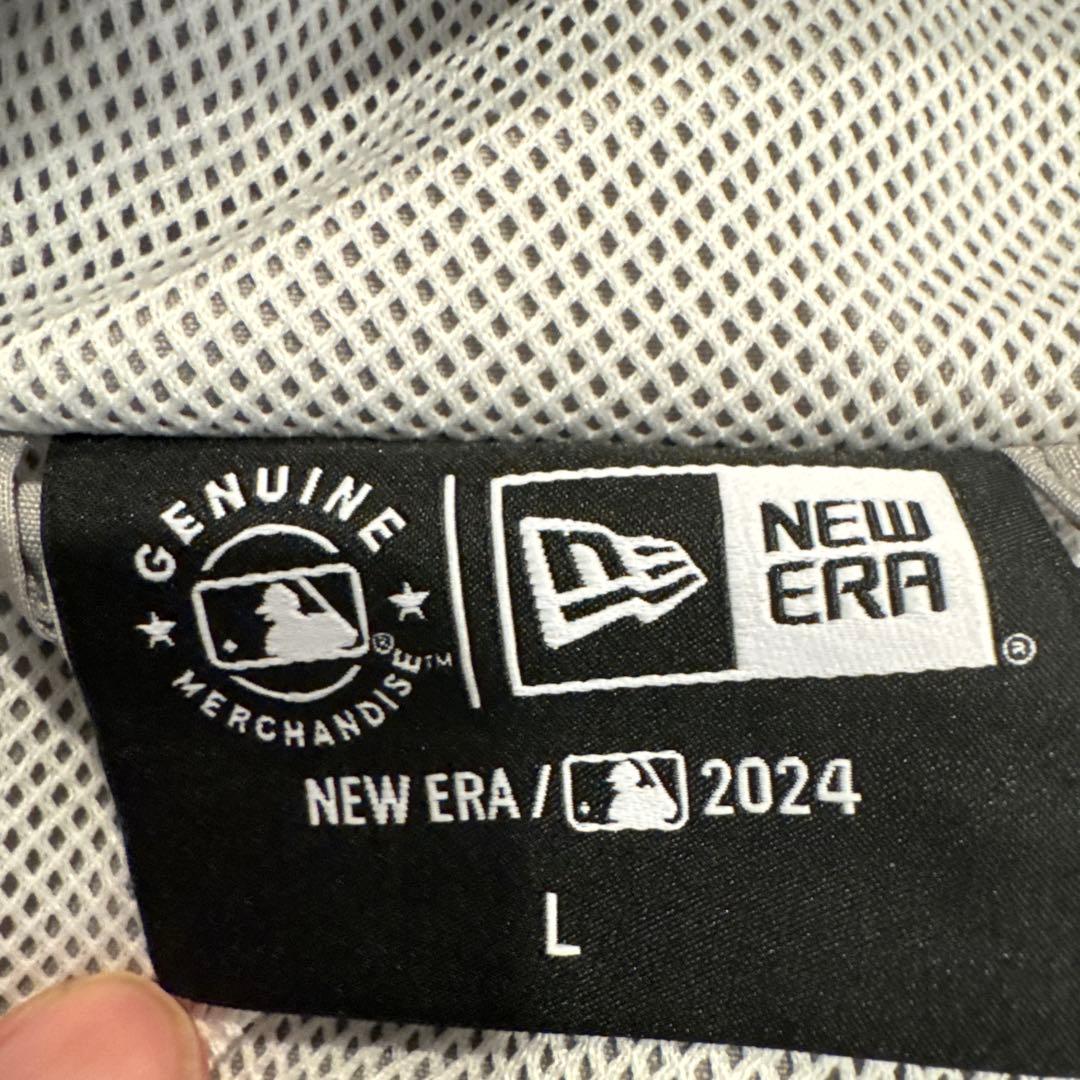 GENUINE
MERCHANDISE™
®
NEW
ERA
®
NEW ERA / 2024
L